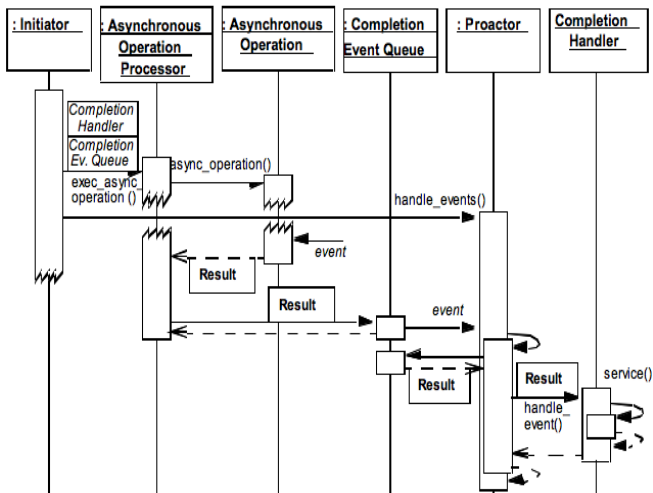 : Initiator
: Asynchronous
Operation
Processor
: Asynchronous
Operation
: Completion
Event Queue
: Proactor
Completion
Handler
Completion
Handler
Completion
Ev. Queue
exec_async_
operation ()
async_operation()
handle_events()
event
Result
Result
event
Result
Result
handle_
event()
service()